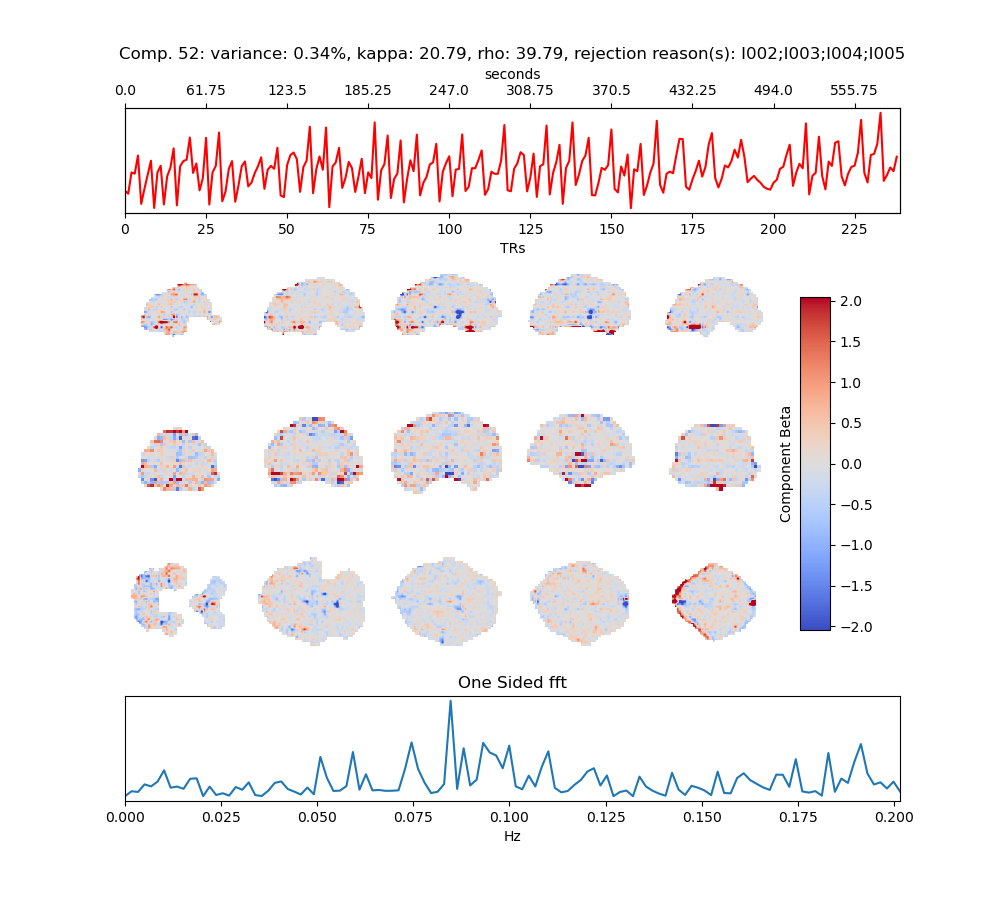 Comp. 52: variance: 0.34%, kappa: 20.79, rho: 39.79, rejection reason(s): I002;I003;I004;I005
seconds
0.0 61.75 123.5 185.25 247.0 308.75 370.5 432.25 494.0 555.75
0 25 50 75 100 125 150 175 200 225
TRs
2.0
1.5
1.0
0.5
0.0
−0.5
−1.0
−1.5
−2.0
Component Beta
One Sided fft
0.000 0.025 0.050 0.075 0.100 0.125 0.150 0.175 0.200
Hz